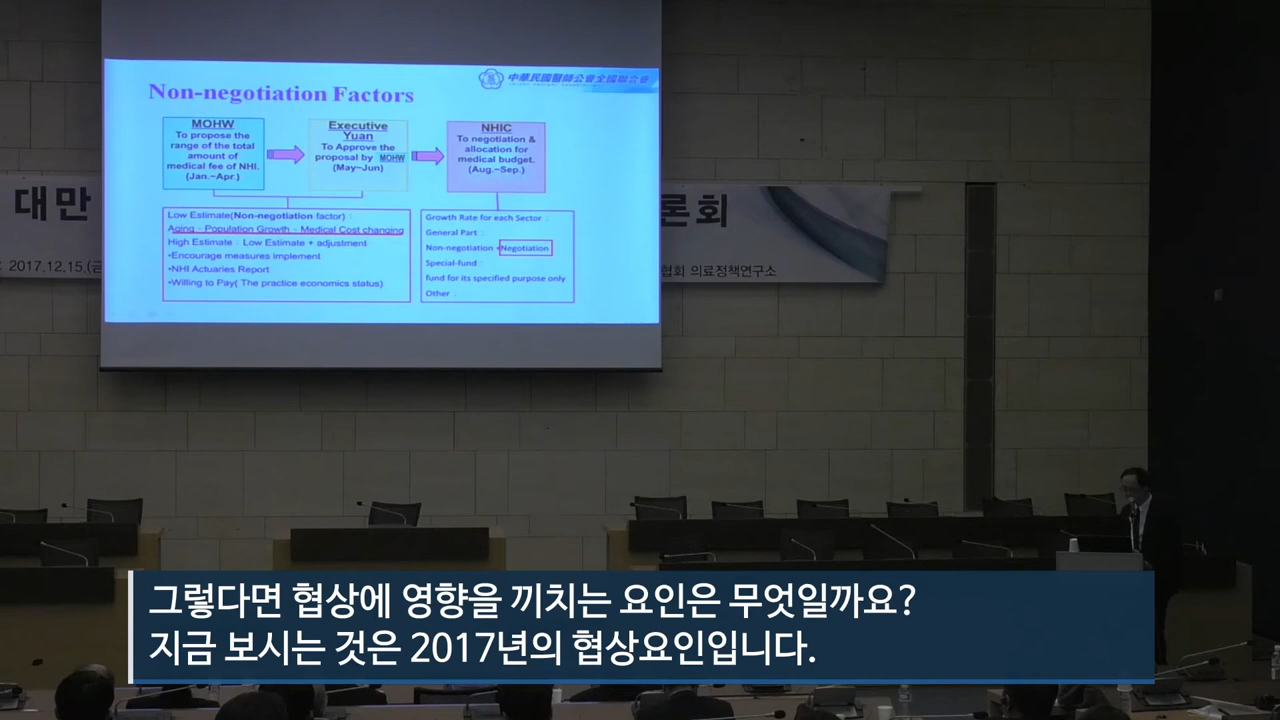 中華民國醫師公會全國聯合會
Non-negotiation Factors
MOHW
To propose the
range of the total
amount of
medical fee of NHI.
(Jan.~Apr.)
Executive
Yuan
To Approve the
proposal by MOHW
(May~Jun)
NHIC
To negotiation &
allocation for
medical budget.
(Aug.~Sep.)
Low Estimate(Non-negotiation factor) :
Aging、Population Growth、Medical Cost changing
High Estimate : Low Estimate + adjustment
•Encourage measures implement
•NHI Actuaries Report
•Willing to Pay( The practice economics status)
Growth Rate for each Sector :
General Part :
Non-negotiation +Negotiation
Special-fund :
fund for its specified purpose only
Other :
대만
론회
: 2017.12.15.(금
협회 의료정책연구소
그렇다면 협상에 영향을 끼치는 요인은 무엇일까요?
지금 보시는 것은 2017년의 협상요인입니다.